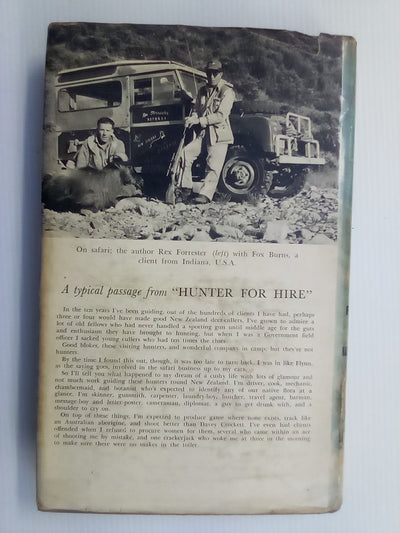 On safari; the author Rex Forrester (left) with Fox Burns, a
client from Indiana, U.S.A.
A typical passage from "HUNTER FOR HIRE"
In the ten years I've been guiding, out of the hundreds of clients I have had, perhaps
three or four would have made good New Zealand deercullers. I've grown to admire
a lot of old fellows who had never handled a sporting gun until middle age for the guts
and enthusiasm they have brought to hunting, but when I was a Government field
officer I sacked young cullers who had ten times the clues.
Good blokes, these visiting hunters, and wonderful company in camp; but they're not
hunters.
By the time I found this out, though, it was too late to turn back. I was in like Flynn,
as the saying goes, involved in the safari business up to my ears.
So I'll tell you what happened to my dream of a cushy life with lots of glamour and
not much work guiding these hunters round New Zealand. I'm driver, cook, mechanic,
chambermaid, and botanist who's expected to identify any of our native flora at a
glance. I'm skinner, gunsmith, carpenter, laundry-boy, butcher, travel agent, barman,
message-boy and letter-poster, cameraman, diplomat, a guy to get drunk with, and a
shoulder to cry on.
On top of these things, I'm expected to produce game where none exists, track like
an Australian aborigine, and shoot better than Davey Crockett. I've even had clients
offended when I refused to procure women for them, several who came within an ace
of shooting me by mistake, and one crackerjack who woke me at three in the morning
to make sure there were no snakes in the toilet.